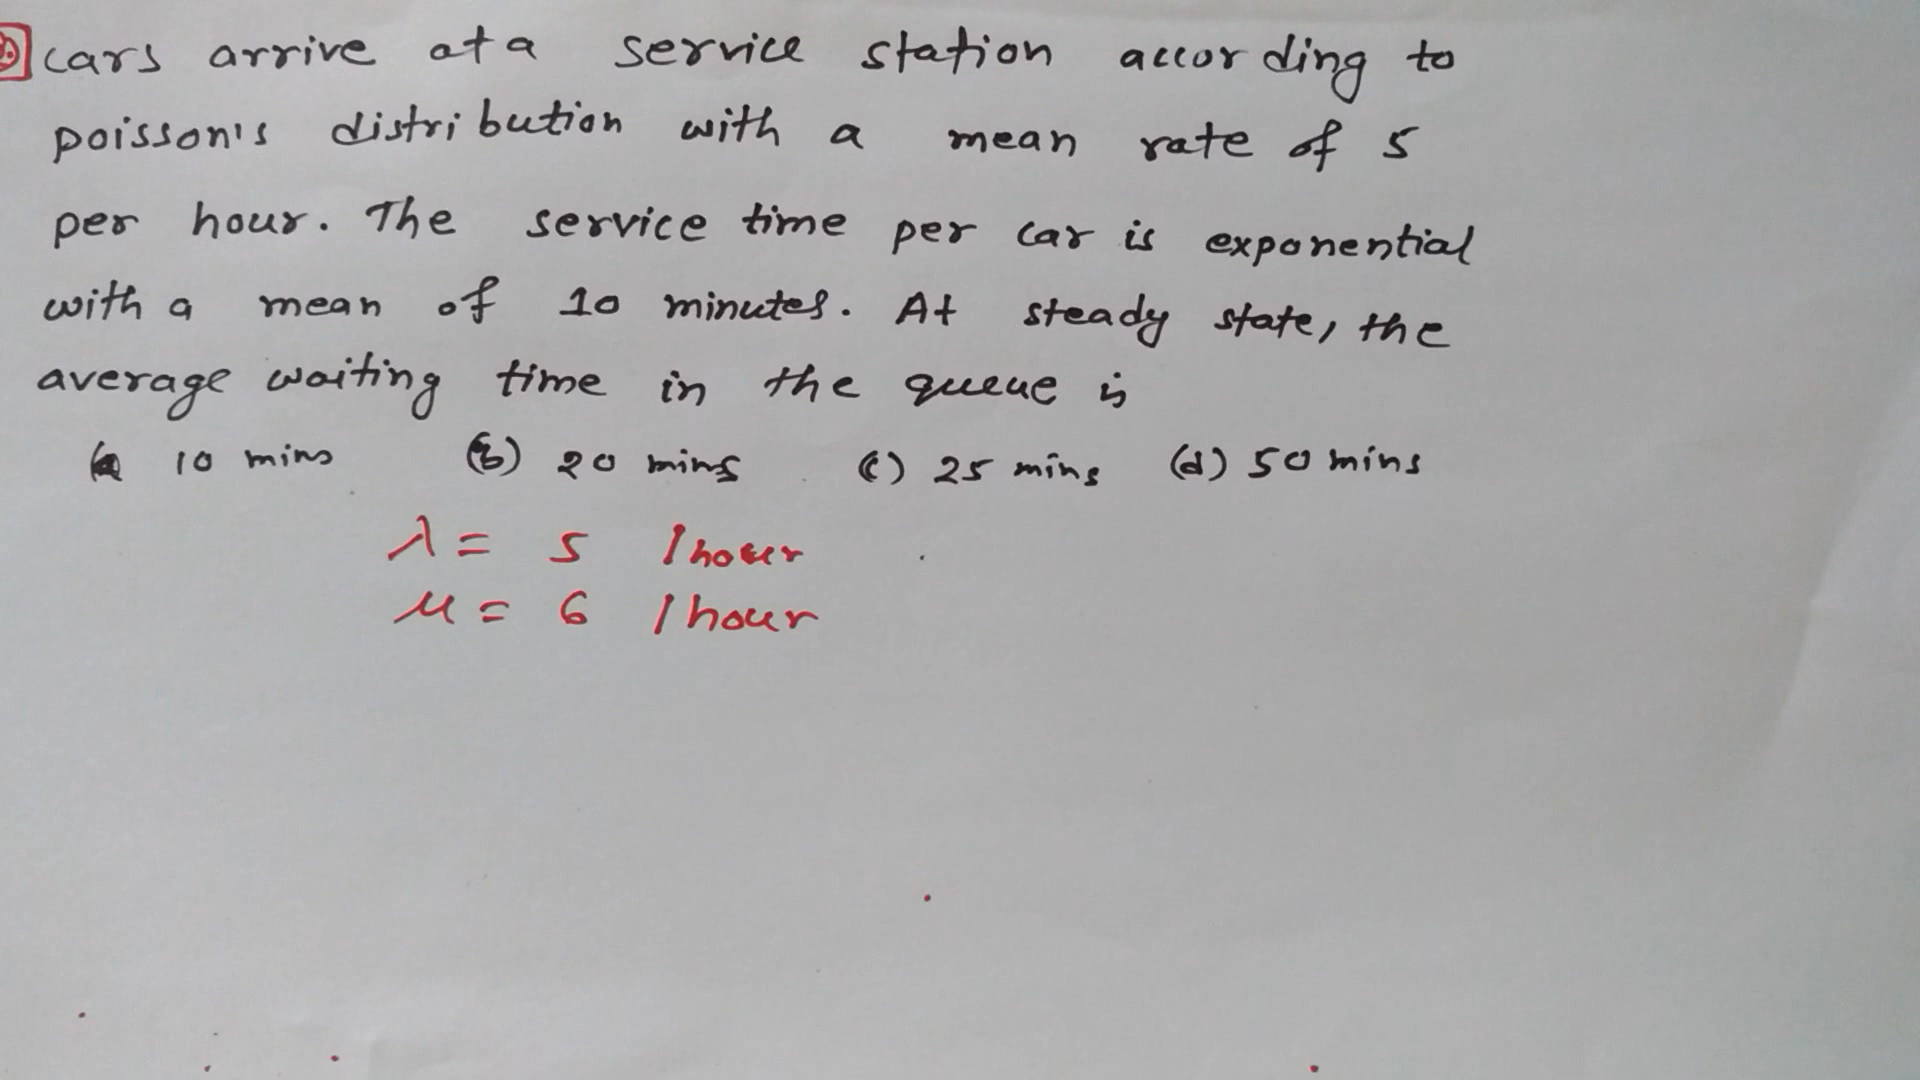 cars arrive at a service station according to
poisson's distribution with a mean rate of 5
per hour. The service time per car is exponential
with a mean of 10 minutes. At steady state, the
average waiting time in the queue is
(a 10 mins (b) 20 mins (c) 25 mins (d) 50 mins
λ = 5 /hour
μ = 6 /hour